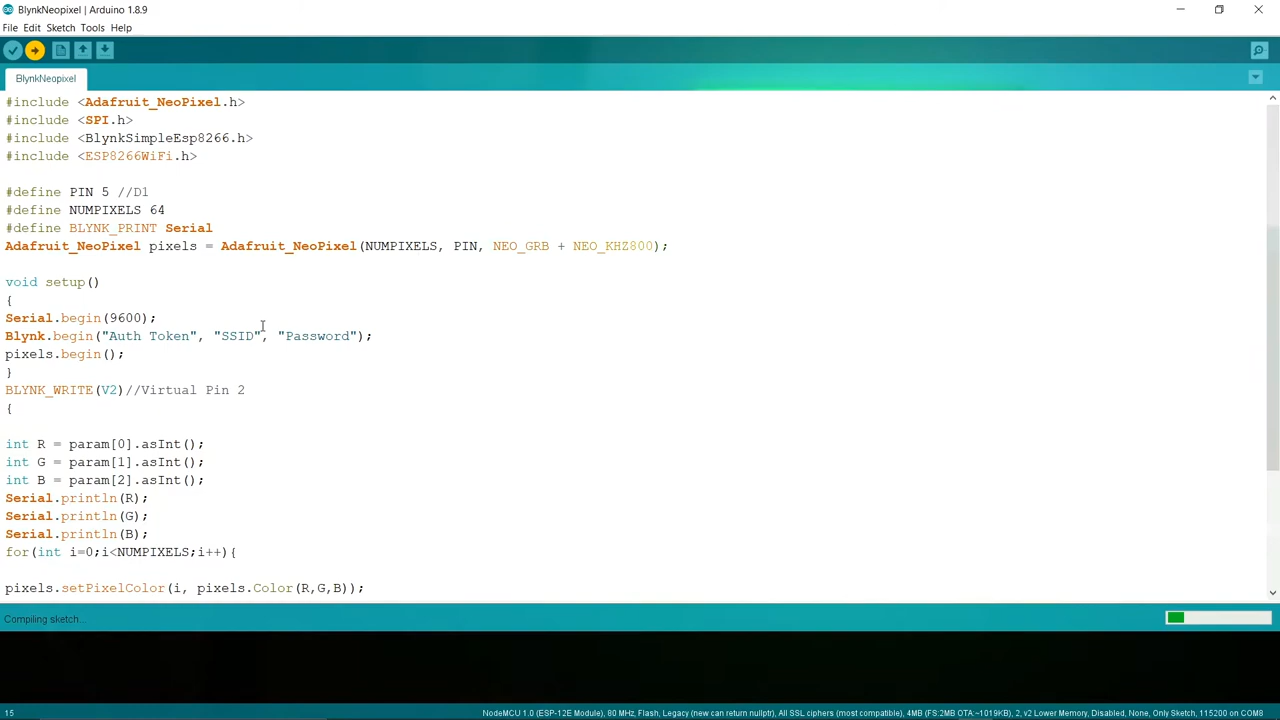 BlynkNeopixel | Arduino 1.8.9
File Edit Sketch Tools Help
BlynkNeopixel
#include <Adafruit_NeoPixel.h>
#include <SPI.h>
#include <BlynkSimpleEsp8266.h>
#include <ESP8266WiFi.h>
#define PIN 5 //D1
#define NUMPIXELS 64
#define BLYNK_PRINT Serial
Adafruit_NeoPixel pixels = Adafruit_NeoPixel(NUMPIXELS, PIN, NEO_GRB + NEO_KHZ800);
void setup()
{
Serial.begin(9600);
Blynk.begin("Auth Token", "SSID", "Password");
pixels.begin();
}
BLYNK_WRITE(V2)//Virtual Pin 2
{
int R = param[0].asInt();
int G = param[1].asInt();
int B = param[2].asInt();
Serial.println(R);
Serial.println(G);
Serial.println(B);
for(int i=0;i<NUMPIXELS;i++){
pixels.setPixelColor(i, pixels.Color(R,G,B));
Compiling sketch...
15 NodeMCU 1.0 (ESP-12E Module), 80 MHz, Flash, Legacy (new can return nullptr), All SSL ciphers (most compatible), 4MB (FS:2MB OTA:~1019KB), 2, v2 Lower Memory, Disabled, None, Only Sketch, 115200 on COM8